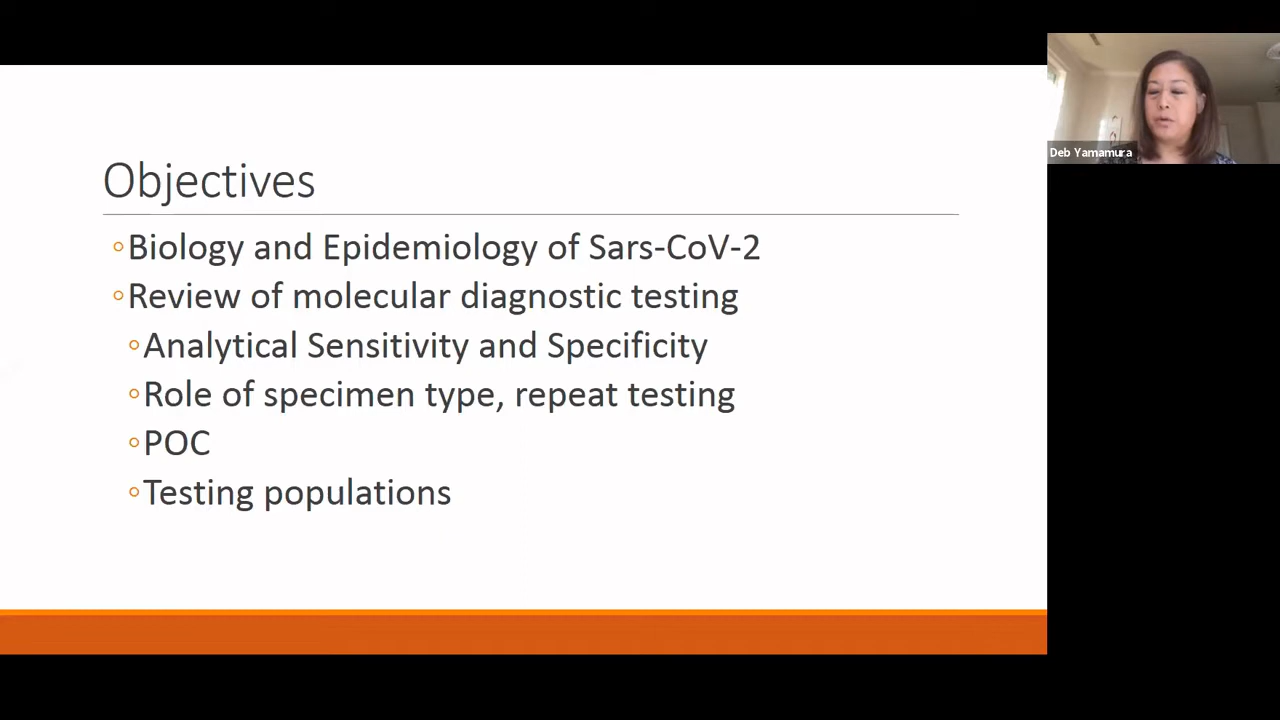 Objectives
◦Biology and Epidemiology of Sars-CoV-2
◦Review of molecular diagnostic testing
◦Analytical Sensitivity and Specificity
◦Role of specimen type, repeat testing
◦POC
◦Testing populations
Deb Yamamura